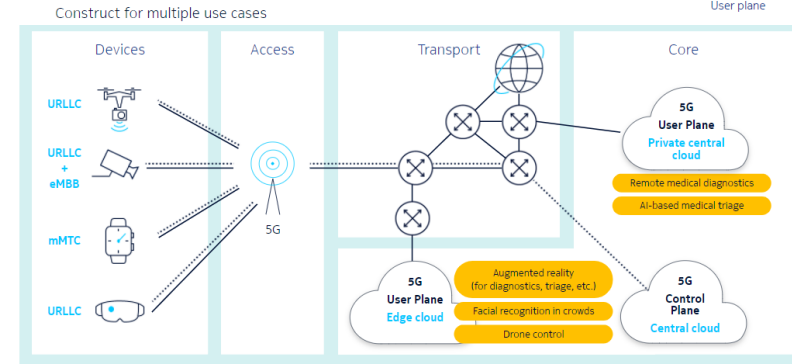 Construct for multiple use cases
User plane
Devices
Access
Transport
Core
URLLC
URLLC
+
eMBB
mMTC
URLLC
5G
5G
User Plane
Private central
cloud
Remote medical diagnostics
AI-based medical triage
5G
User Plane
Edge cloud
Augmented reality
(for diagnostics, triage, etc.)
Facial recognition in crowds
Drone control
5G
Control
Plane
Central cloud